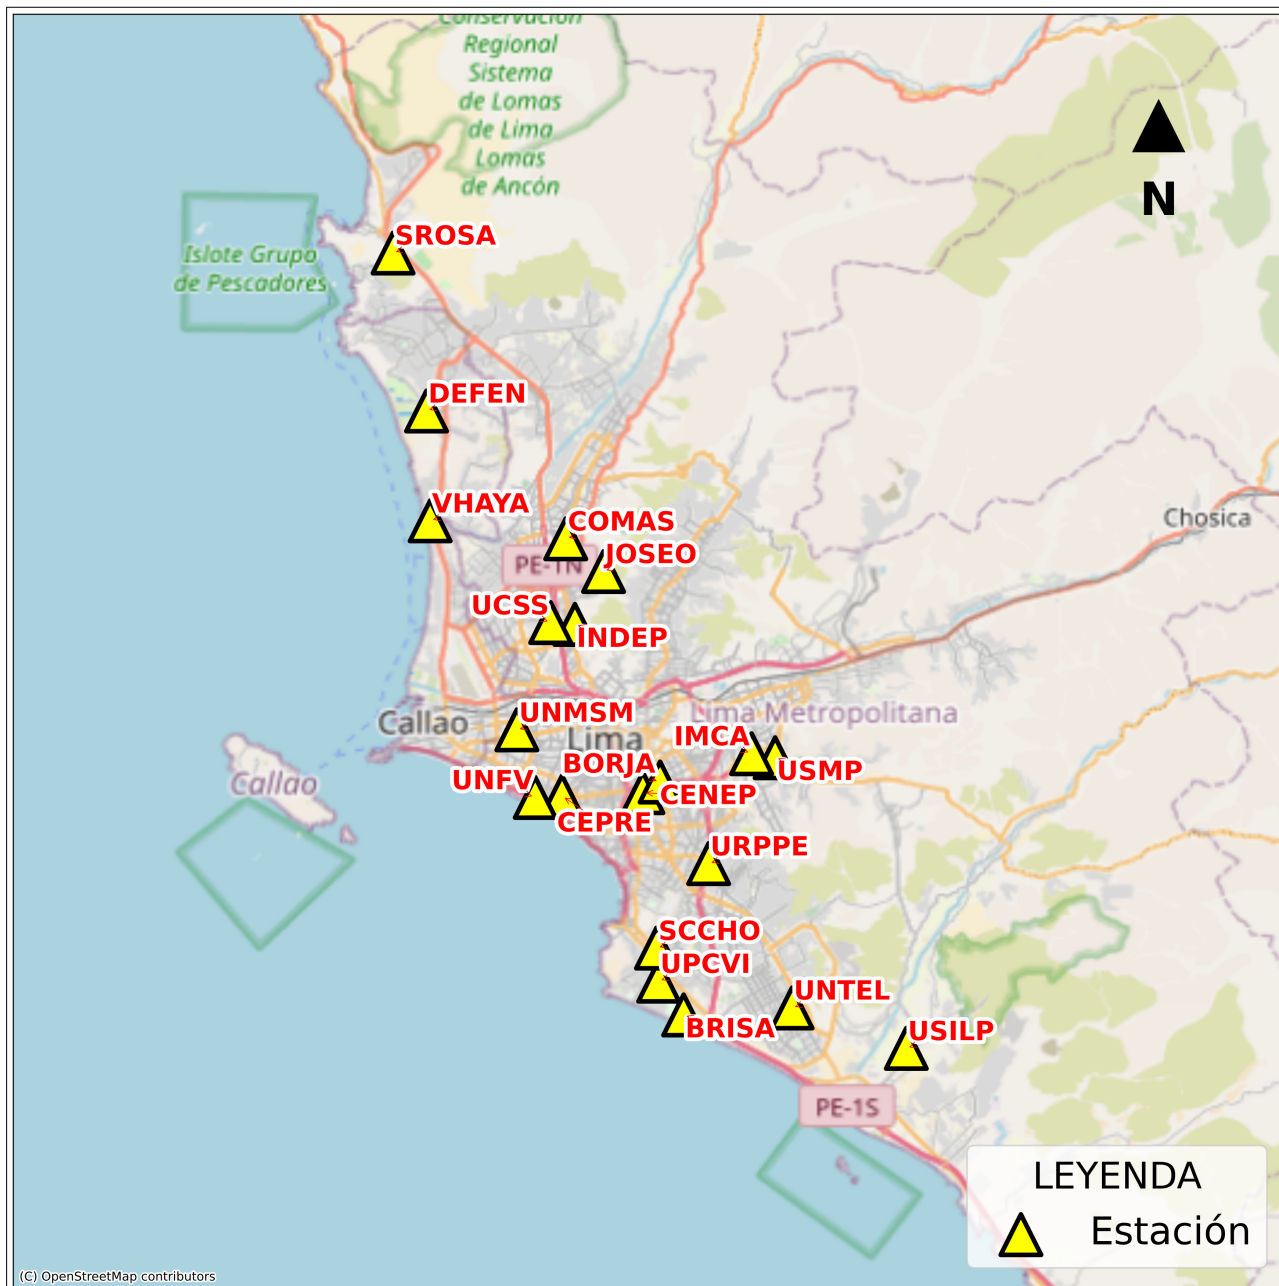 Conservación
Regional
Sistema
de Lomas
de Lima
Lomas
de Ancón
N
SROSA
Islote Grupo
de Pescadores
DEFEN
VHAYA
COMAS
Chosica
JOSEO
PE-1N
UCSS
INDEP
UNMSM
Lima Metropolitana
Callao
Lima
IMCA
BORJA
USMP
UNFV
Callao
CENEP
CEPRE
URPPE
SCCHO
UPCVI
UNTEL
BRISA
USILP
PE-1S
LEYENDA
Estación
(C) OpenStreetMap contributors